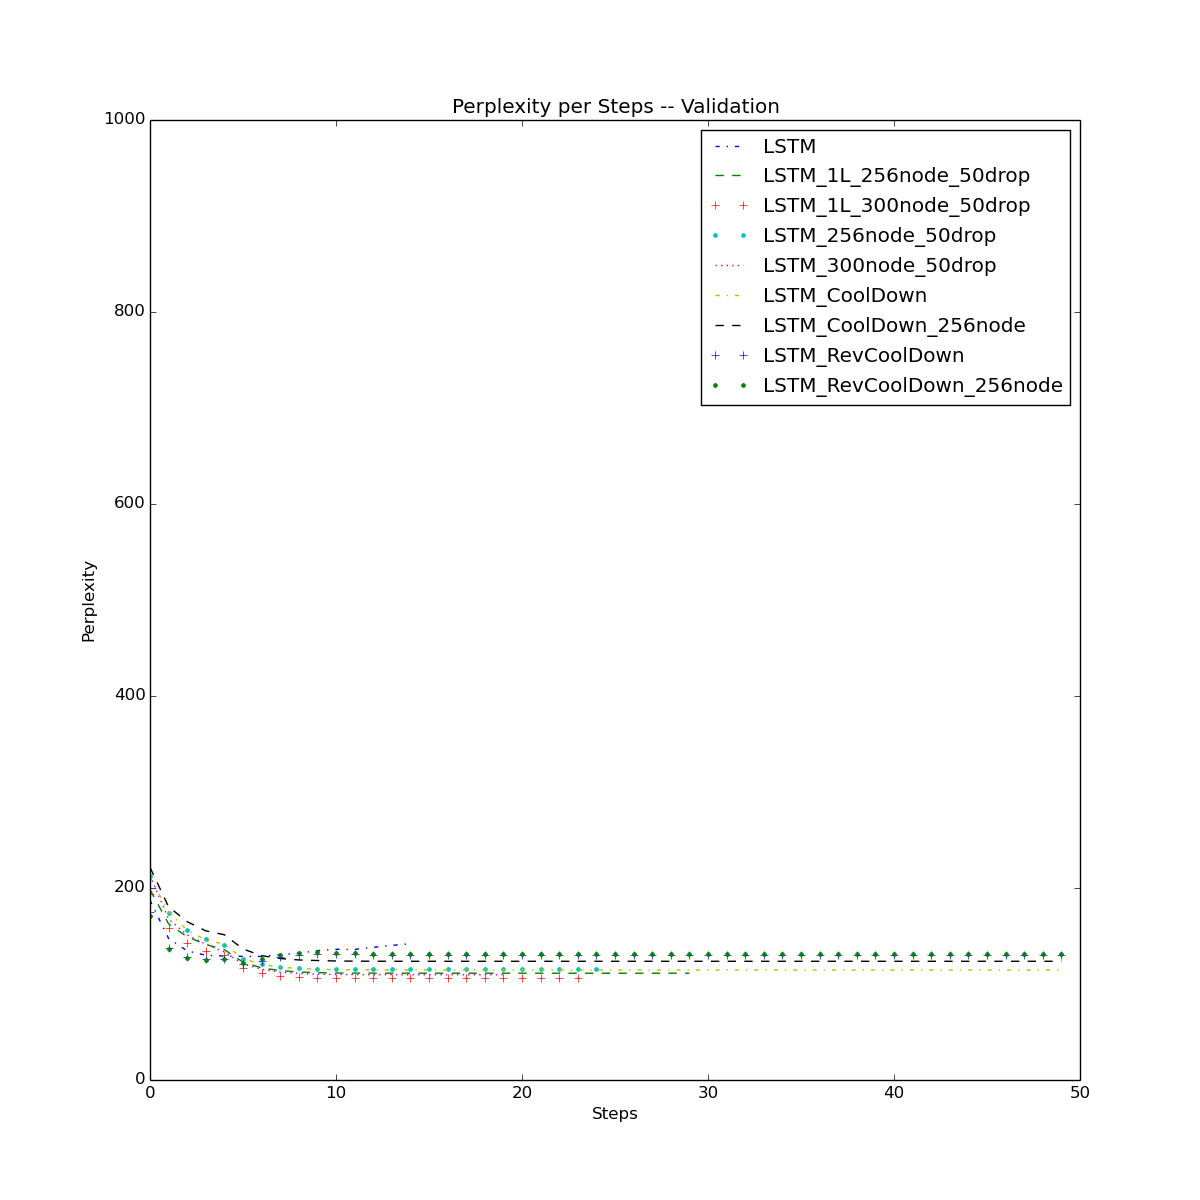 Perplexity per Steps -- Validation
1000
800
600
400
200
0
Perplexity
LSTM
LSTM_1L_256node_50drop
LSTM_1L_300node_50drop
LSTM_256node_50drop
LSTM_300node_50drop
LSTM_CoolDown
LSTM_CoolDown_256node
LSTM_RevCoolDown
LSTM_RevCoolDown_256node
0 10 20 30 40 50
Steps